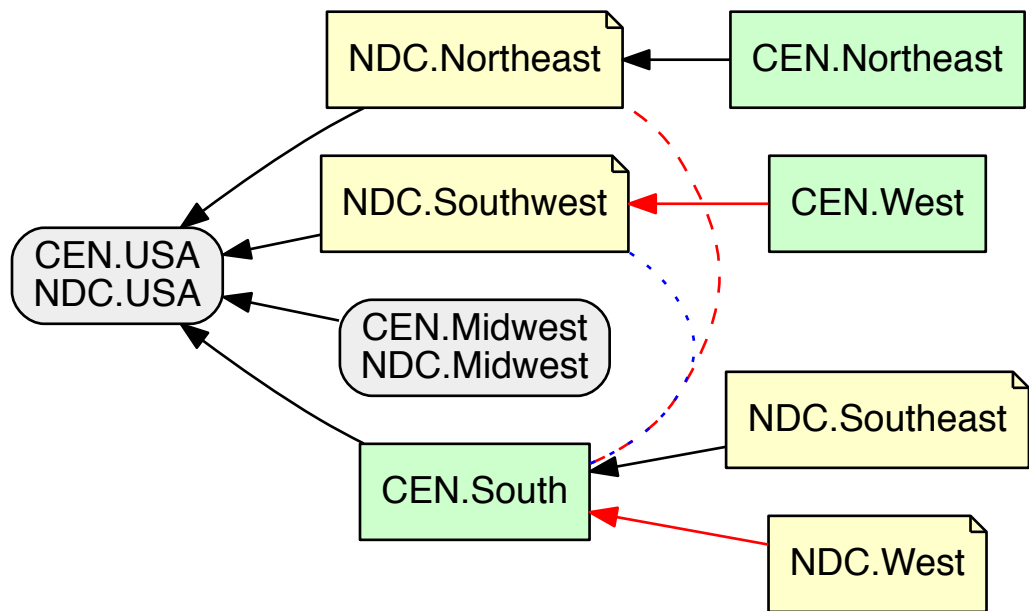 NDC.Northeast
CEN.Northeast
NDC.Southwest
CEN.West
CEN.USA
NDC.USA
CEN.Midwest
NDC.Midwest
NDC.Southeast
CEN.South
NDC.West